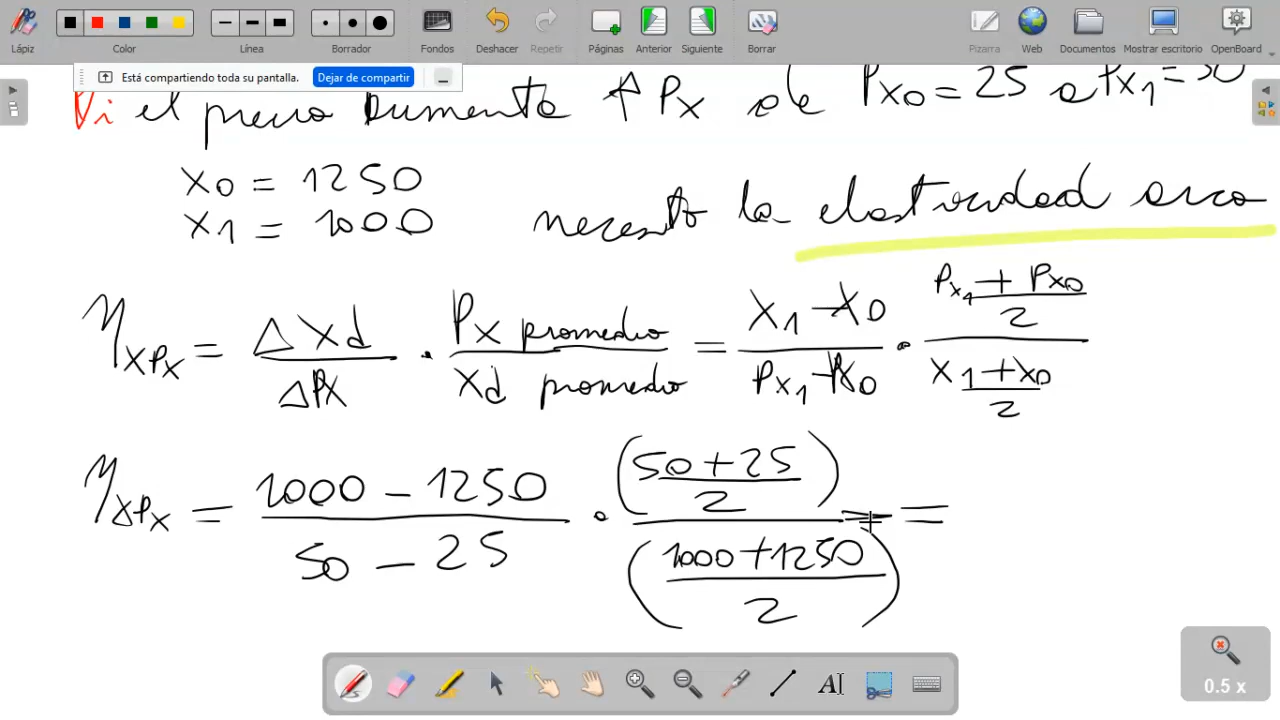 Lápiz Color Línea Borrador Fondos Deshacer Repetir Páginas Anterior Siguiente Borrar Pizarra Web Documentos Mostrar escritorio OpenBoard
Está compartiendo toda su pantalla. Dejar de compartir
Si el precio aumenta ↑ Px de Px0 = 25 a Px1 = 50
x0 = 1250
x1 = 1000
necesito la elasticidad arco
ηxPx = ΔXd / ΔPx · Px promedio / Xd promedio = (X1 - X0) / (Px1 - Px0) · ((Px1 + Px0) / 2) / ((X1 + X0) / 2)
ηxPx = (1000 - 1250) / (50 - 25) · ((50 + 25) / 2) / ((1000 + 1250) / 2) = =
0.5 x